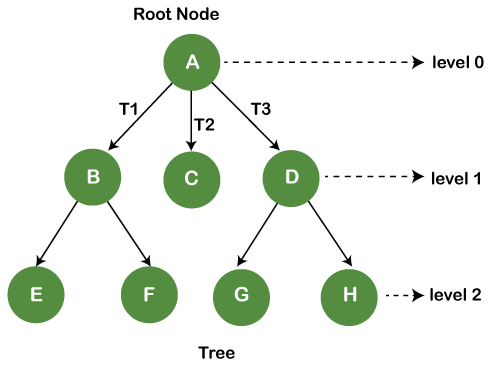 Root Node
A level 0
T1 T2 T3
B C D level 1
E F G H level 2
Tree